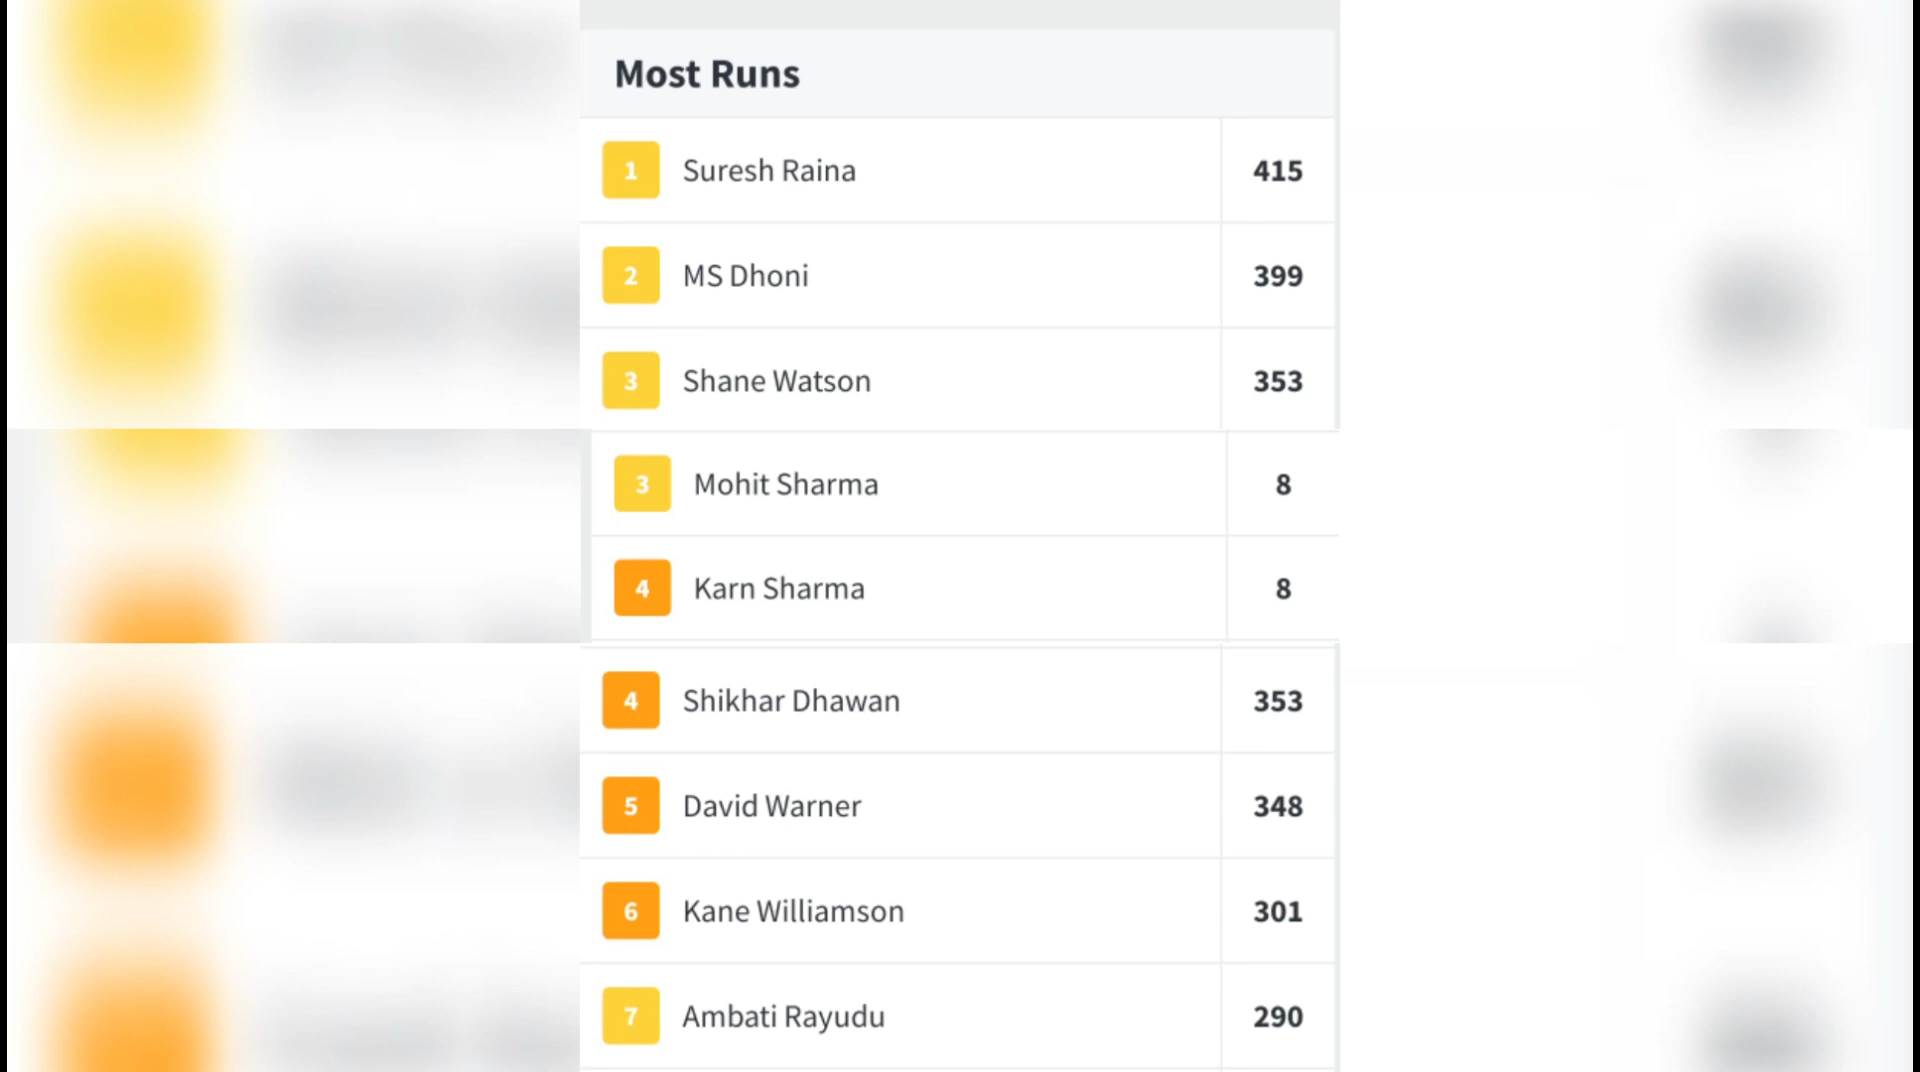 Most Runs
1 Suresh Raina 415
2 MS Dhoni 399
3 Shane Watson 353
3 Mohit Sharma 8
4 Karn Sharma 8
4 Shikhar Dhawan 353
5 David Warner 348
6 Kane Williamson 301
7 Ambati Rayudu 290